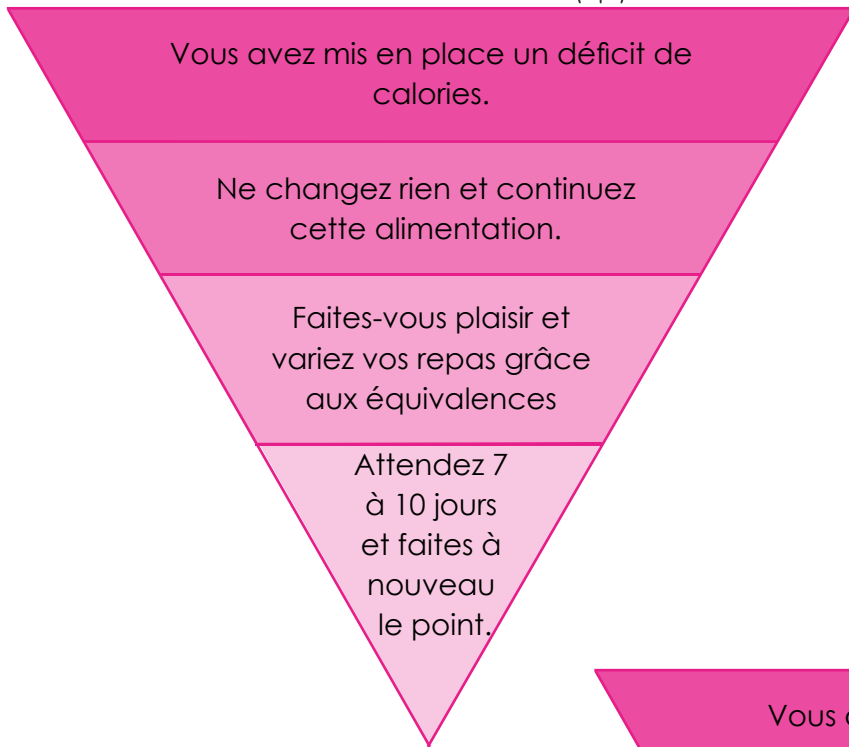 Vous avez mis en place un déficit de
calories.
Ne changez rien et continuez
cette alimentation.
Faites-vous plaisir et
variez vos repas grâce
aux équivalences
Attendez 7
à 10 jours
et faites à
nouveau
le point.
Vous